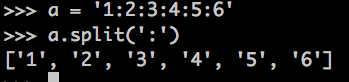 >>> a = '1:2:3:4:5:6'
>>> a.split(':')
['1', '2', '3', '4', '5', '6']
>>>